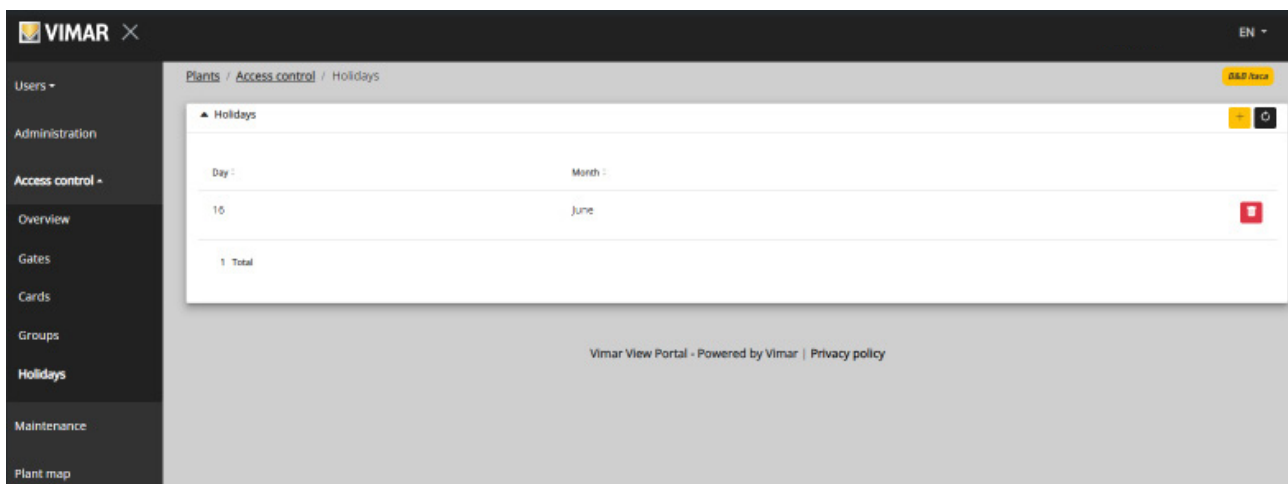 VIMAR
EN
Users
Plants / Access control / Holidays
B&B Itaca
Administration
Holidays
Access control
Day
Month
16
June
Overview
1 Total
Gates
Cards
Groups
Vimar View Portal - Powered by Vimar | Privacy policy
Holidays
Maintenance
Plant map